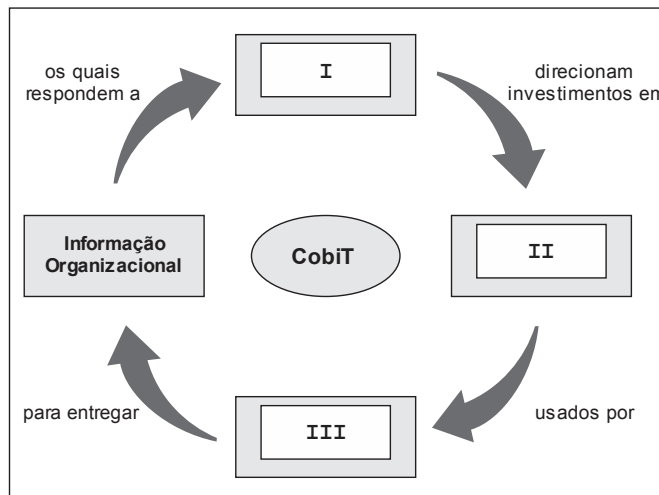 os quais
respondem a
I
direcionam
investimentos em
Informação
Organizacional
CobiT
II
para entregar
III
usados por